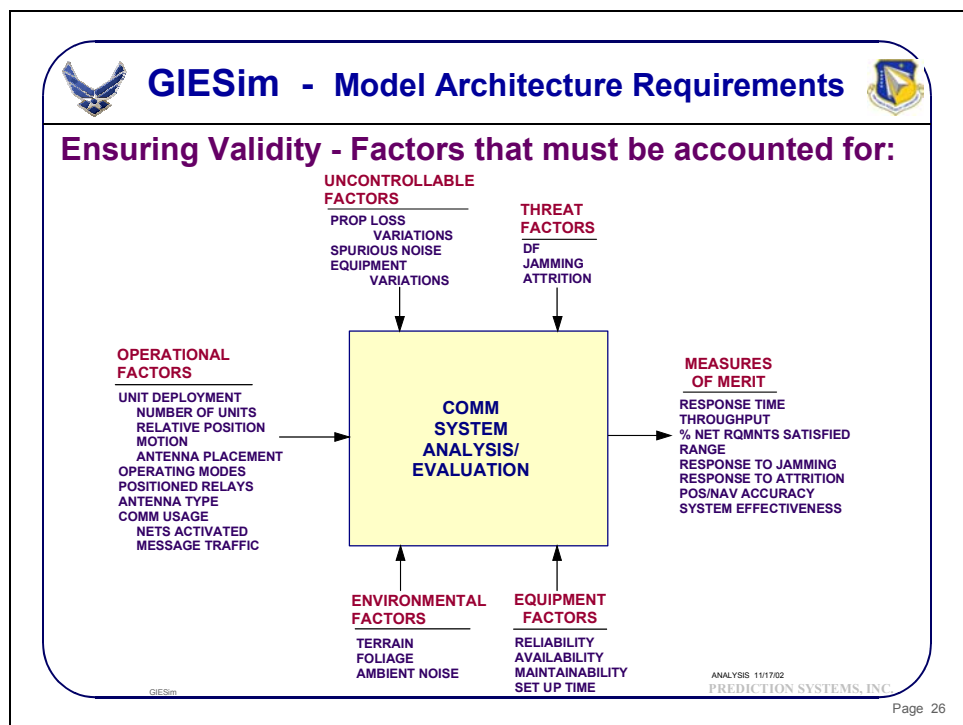 GIESim - Model Architecture Requirements
Ensuring Validity - Factors that must be accounted for:
UNCONTROLLABLE
FACTORS
PROP LOSS
VARIATIONS
SPURIOUS NOISE
EQUIPMENT
VARIATIONS
THREAT
FACTORS
DF
JAMMING
ATTRITION
OPERATIONAL
FACTORS
UNIT DEPLOYMENT
NUMBER OF UNITS
RELATIVE POSITION
MOTION
ANTENNA PLACEMENT
OPERATING MODES
POSITIONED RELAYS
ANTENNA TYPE
COMM USAGE
NETS ACTIVATED
MESSAGE TRAFFIC
COMM
SYSTEM
ANALYSIS/
EVALUATION
MEASURES
OF MERIT
RESPONSE TIME
THROUGHPUT
% NET RQMNTS SATISFIED
RANGE
RESPONSE TO JAMMING
RESPONSE TO ATTRITION
POS/NAV ACCURACY
SYSTEM EFFECTIVENESS
ENVIRONMENTAL
FACTORS
TERRAIN
FOLIAGE
AMBIENT NOISE
EQUIPMENT
FACTORS
RELIABILITY
AVAILABILITY
MAINTAINABILITY
SET UP TIME
GIESim
ANALYSIS 11/17/02
PREDICTION SYSTEMS, INC.
Page 26